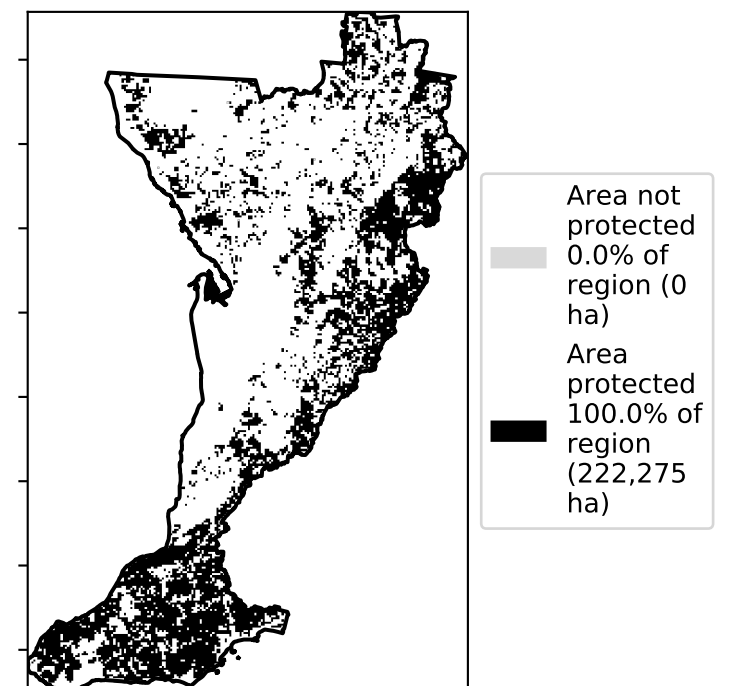 Area not
protected
0.0% of
region (0
ha)
Area
protected
100.0% of
region
(222,275
ha)